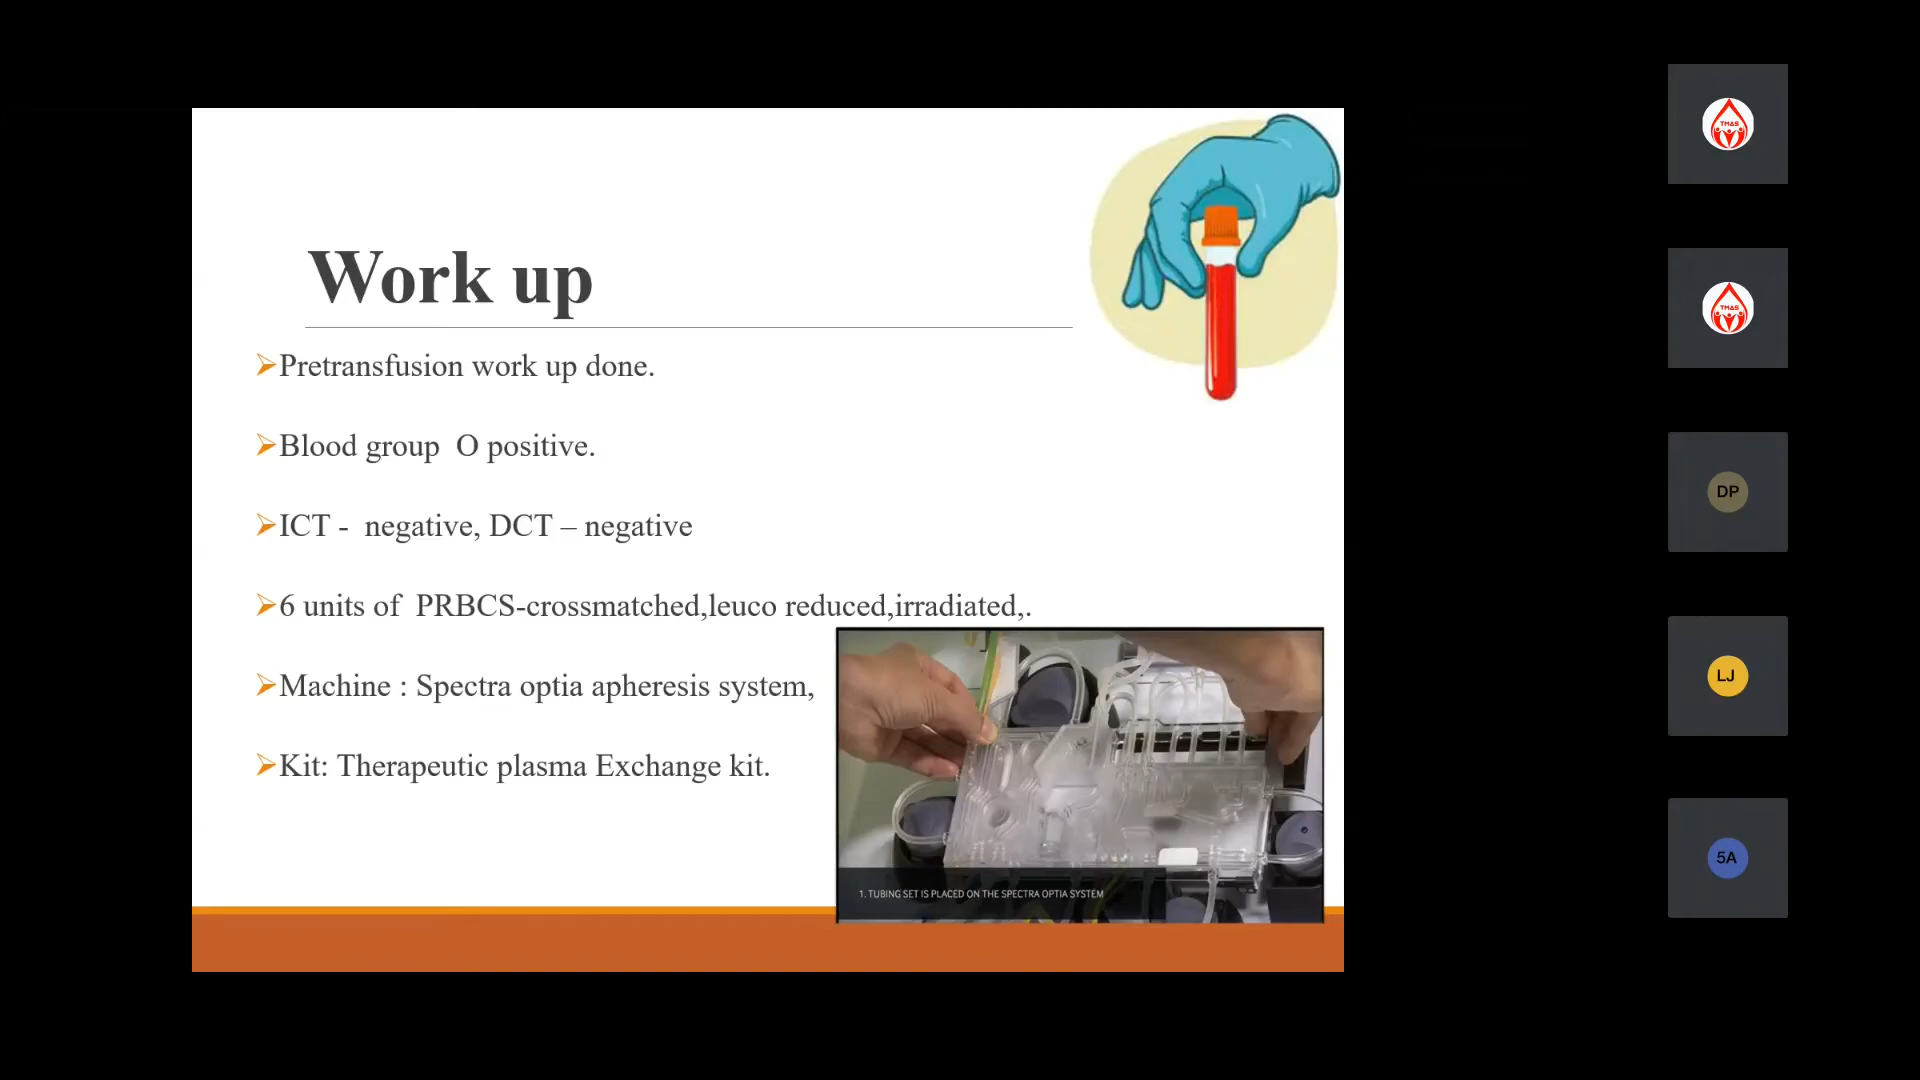 Work up
Pretransfusion work up done.
Blood group O positive.
ICT - negative, DCT – negative
6 units of PRBCS-crossmatched,leuco reduced,irradiated,.
Machine : Spectra optia apheresis system,
Kit: Therapeutic plasma Exchange kit.
1. TUBING SET IS PLACED ON THE SPECTRA OPTIA SYSTEM
TMAS
TMAS
DP
LJ
5A